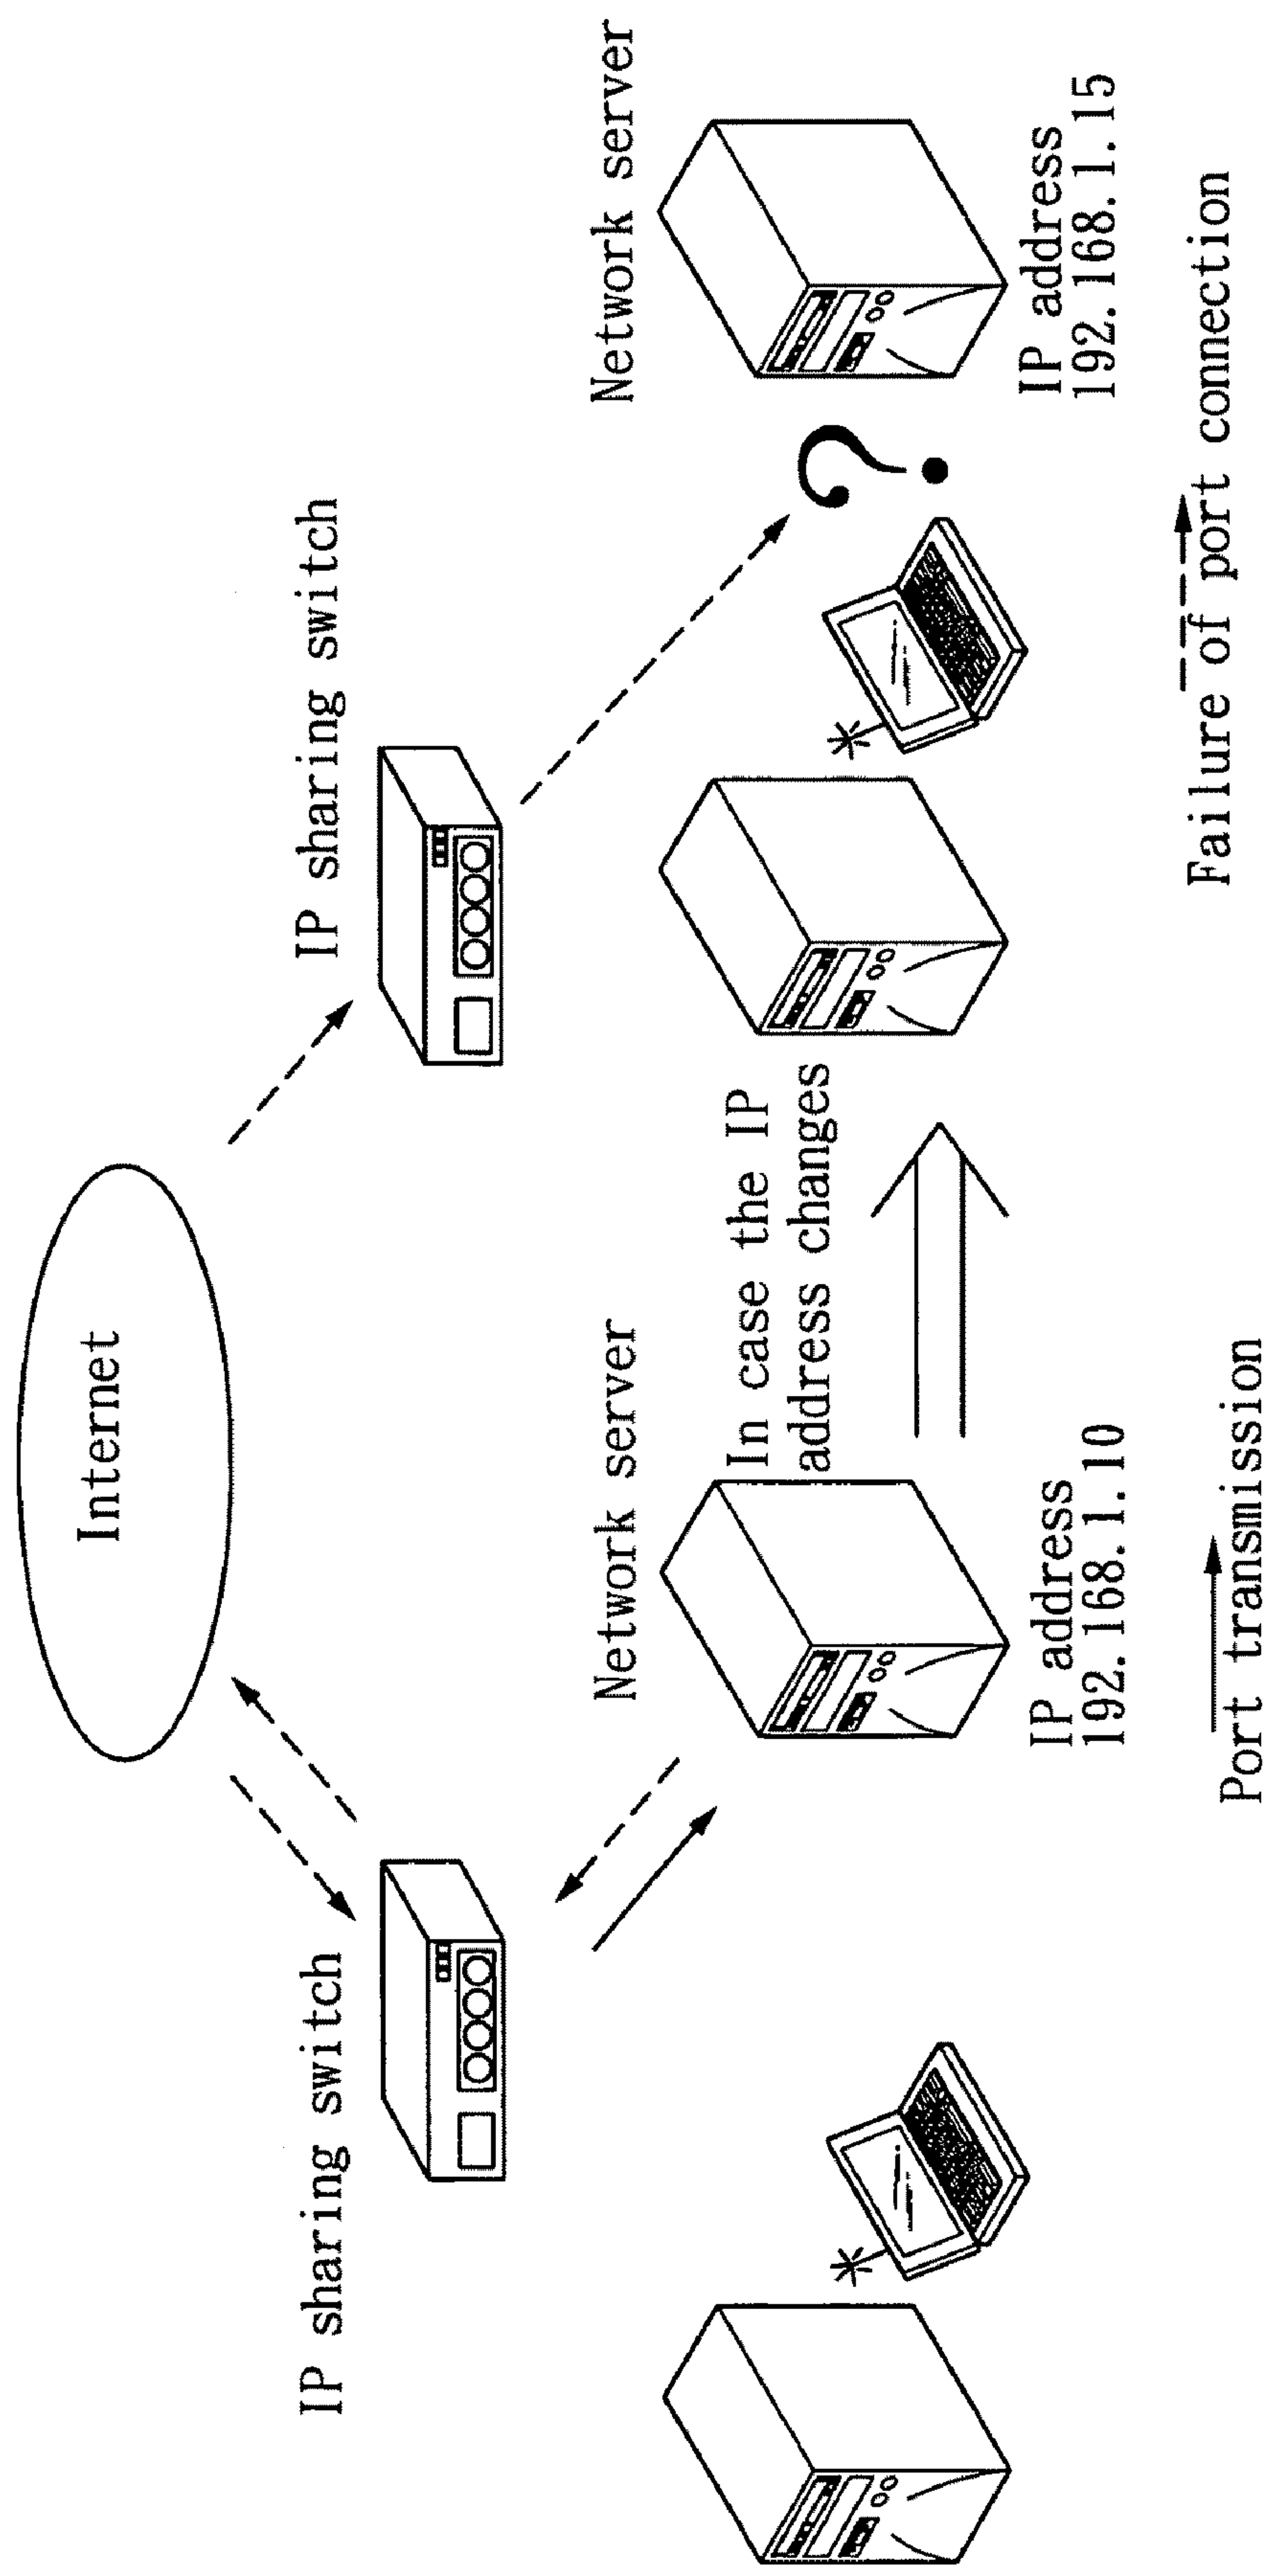 Internet
IP sharing switch
IP sharing switch
Network server
Network server
In case the IP
address changes
IP address
192.168.1.10
IP address
192.168.1.15
Port transmission
Failure of port connection